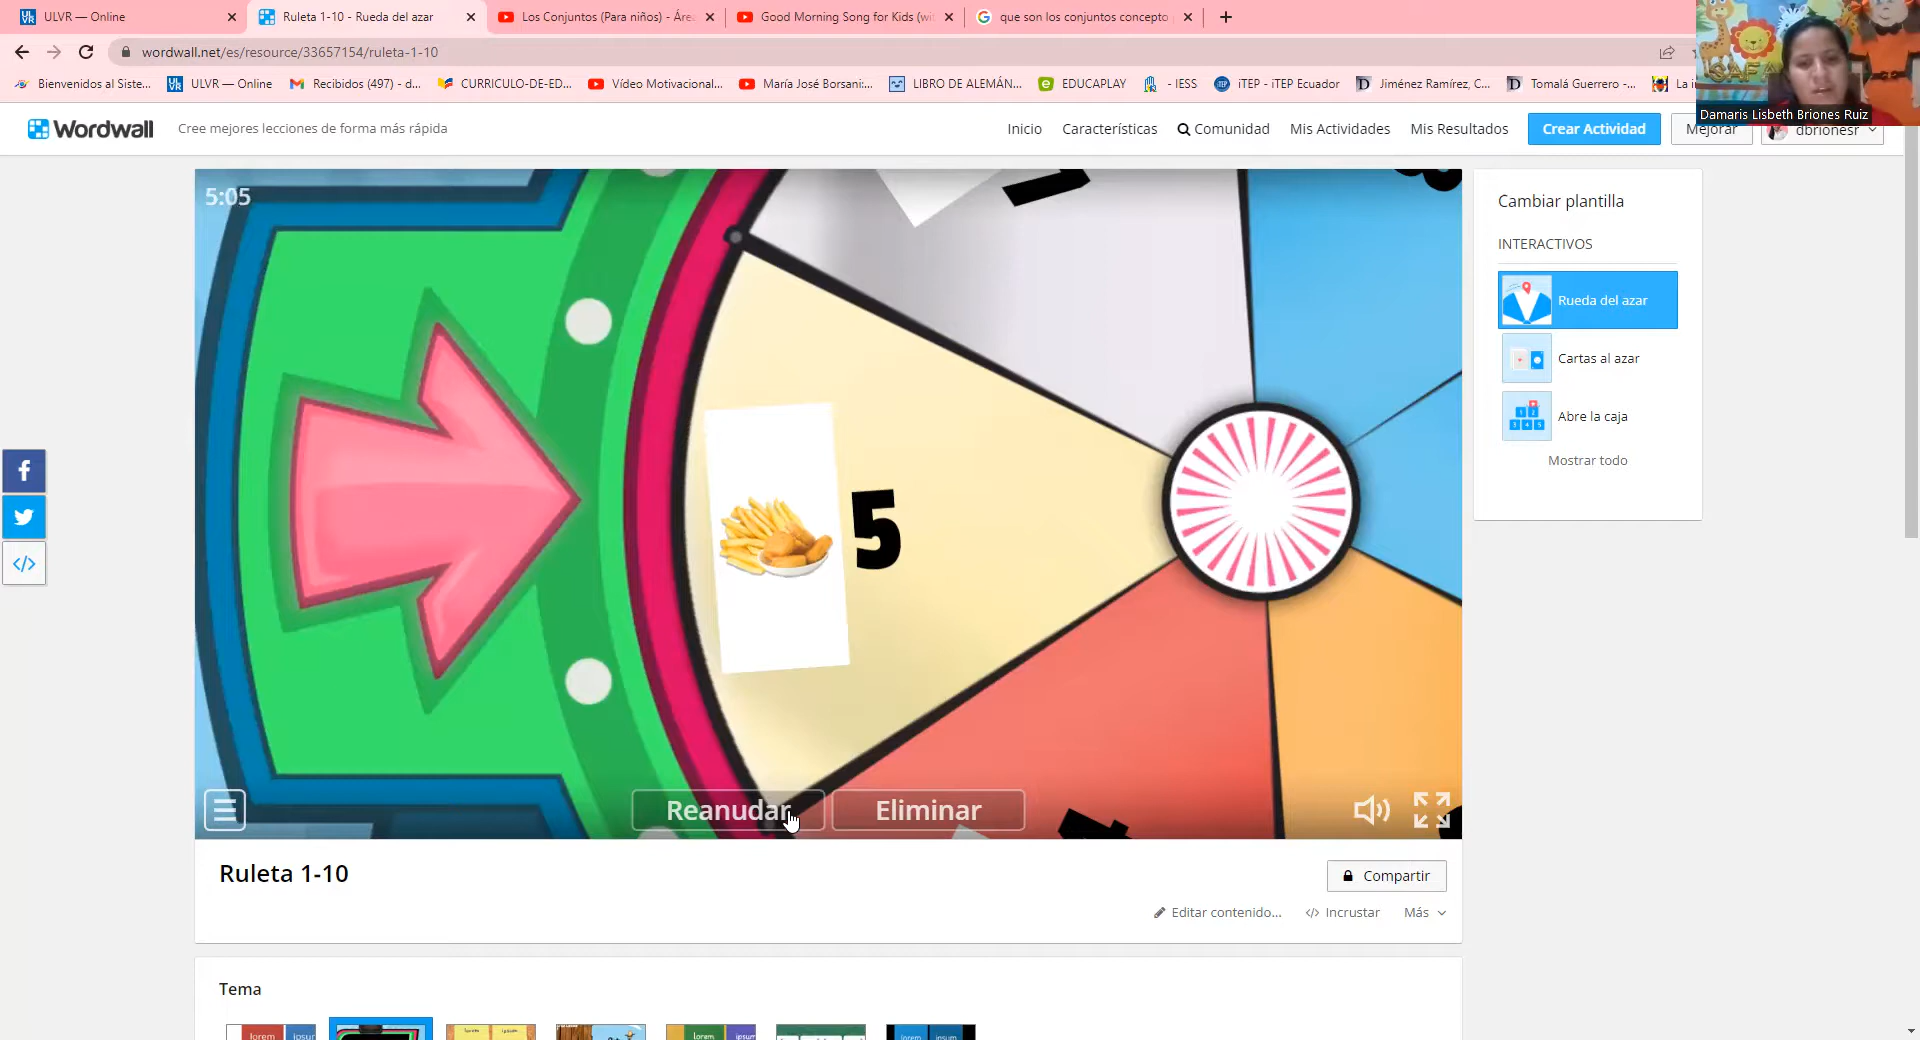 ULVR — Online
Ruleta 1-10 - Rueda del azar
Los Conjuntos (Para niños) - Áre
Good Morning Song for Kids (wi
que son los conjuntos concepto
wordwall.net/es/resource/33657154/ruleta-1-10
Bienvenidos al Siste...
ULVR — Online
Recibidos (497) - d...
CURRICULO-DE-ED...
Vídeo Motivacional...
María José Borsani:...
LIBRO DE ALEMÁN...
EDUCAPLAY
- IESS
iTEP - iTEP Ecuador
Jiménez Ramírez, C...
Tomalá Guerrero -...
La i
Damaris Lisbeth Briones Ruiz
Wordwall
Cree mejores lecciones de forma más rápida
Inicio
Características
Comunidad
Mis Actividades
Mis Resultados
Crear Actividad
Mejorar
dbrionesr
5:05
5
Reanudar
Eliminar
Cambiar plantilla
INTERACTIVOS
Rueda del azar
Cartas al azar
Abre la caja
Mostrar todo
Ruleta 1-10
Compartir
Editar contenido...
Incrustar
Más
Tema